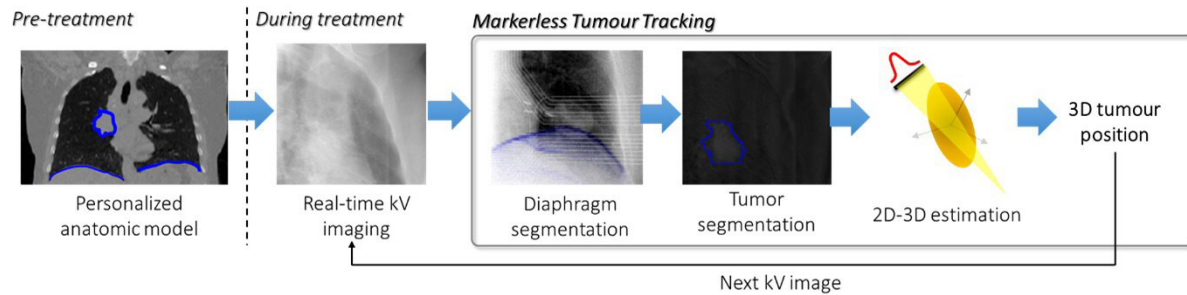 Pre-treatment
During treatment
Markerless Tumour Tracking
Personalized
anatomic model
Real-time kV
imaging
Diaphragm
segmentation
Tumor
segmentation
2D-3D estimation
3D tumour
position
Next kV image